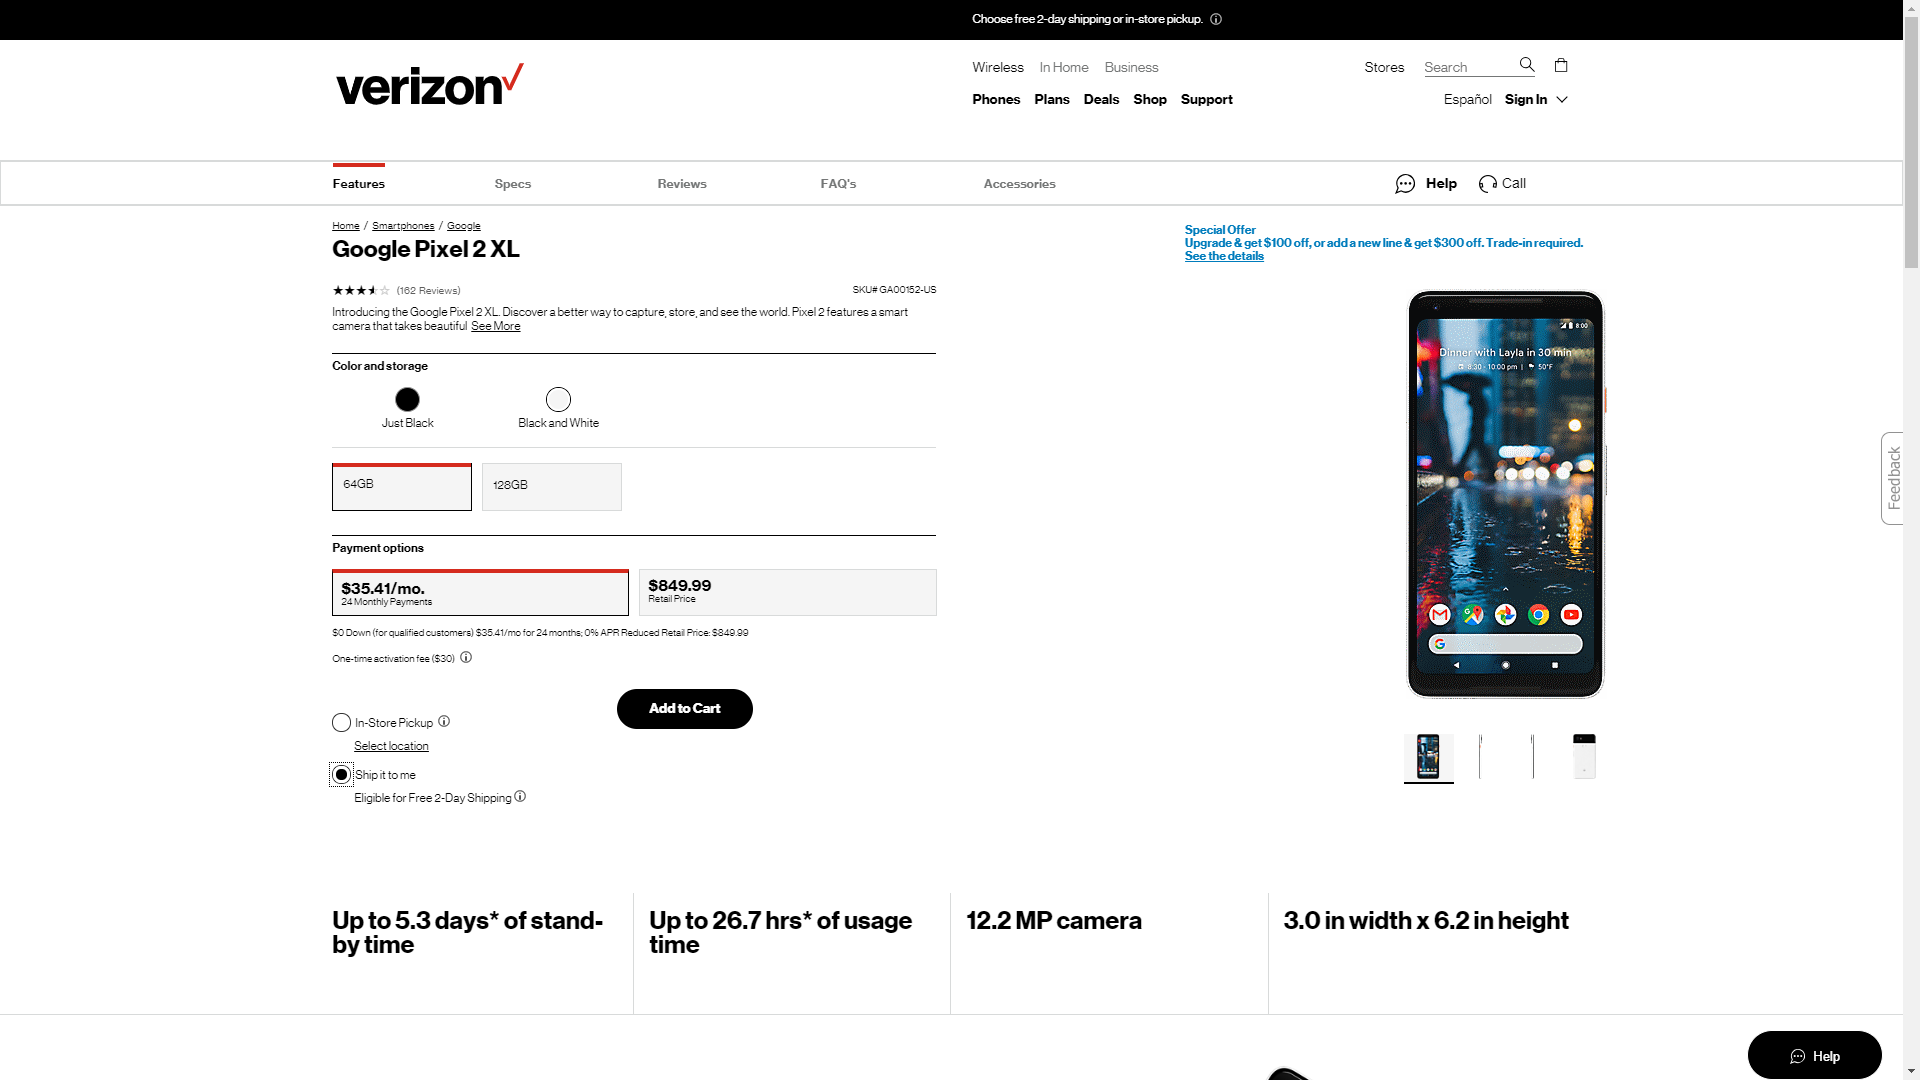 Choose free 2-day shipping or in-store pickup.
verizon
Wireless In Home Business
Stores Search
Phones Plans Deals Shop Support
Español Sign In
Features Specs Reviews FAQ's Accessories
Help Call
Home / Smartphones / Google
Google Pixel 2 XL
(162 Reviews)
SKU# GA00152-US
Introducing the Google Pixel 2 XL. Discover a better way to capture, store, and see the world. Pixel 2 features a smart
camera that takes beautiful See More
Color and storage
Just Black Black and White
64GB 128GB
Payment options
$35.41/mo.
24 Monthly Payments
$849.99
Retail Price
$0 Down (for qualified customers) $35.41/mo for 24 months; 0% APR Reduced Retail Price: $849.99
One-time activation fee ($30)
Add to Cart
In-Store Pickup
Select location
Ship it to me
Eligible for Free 2-Day Shipping
Special Offer
Upgrade & get $100 off, or add a new line & get $300 off. Trade-in required.
See the details
8:00
Dinner with Layla in 30 min
8:30 - 10:00 pm | 50°F
Feedback
Up to 5.3 days* of stand-
by time
Up to 26.7 hrs* of usage
time
12.2 MP camera
3.0 in width x 6.2 in height
Help